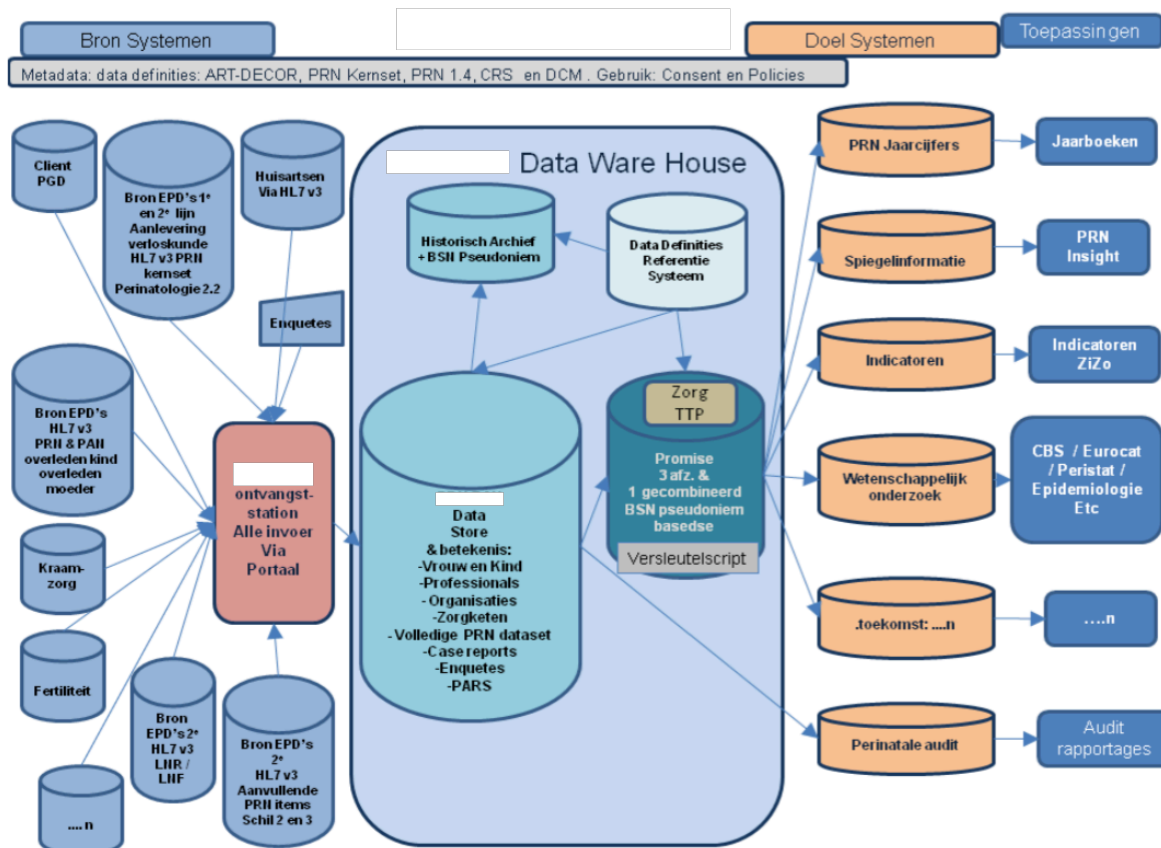 Bron Systemen
Doel Systemen
Toepassingen
Metadata: data definities: ART-DECOR, PRN Kernset, PRN 1.4, CRS en DCM . Gebruik: Consent en Policies
Client
PGD
Bron EPD's 1e
en 2e lijn
Aanlevering
verloskunde
HL7 v3 PRN
kernset
Perinatologie 2.2
Huisartsen
Via HL7 v3
Enquetes
Bron EPD's
HL7 v3
PRN & PAN
overleden kind
overleden
moeder
Kraam-
zorg
Fertiliteit
.... n
Bron
EPD's 2e
HL7 v3
LNR /
LNF
Bron EPD's
2e
HL7 v3
Aanvullende
PRN items
Schil 2 en 3
ontvangst-
station
Alle invoer
Via
Portaal
Data Ware House
Historisch Archief
+ BSN Pseudoniem
Data Definities
Referentie
Systeem
Data
Store
& betekenis:
-Vrouw en Kind
-Professionals
- Organisaties
-Zorgketen
- Volledige PRN dataset
-Case reports
-Enquetes
-PARS
Zorg
TTP
Promise
3 afz. &
1 gecombineerd
BSN pseudoniem
basedse
Versleutelscript
PRN Jaarcijfers
Jaarboeken
Spiegelinformatie
PRN
Insight
Indicatoren
Indicatoren
ZiZo
Wetenschappelijk
onderzoek
CBS / Eurocat
/ Peristat /
Epidemiologie
Etc
.toekomst: ....n
....n
Perinatale audit
Audit
rapportages